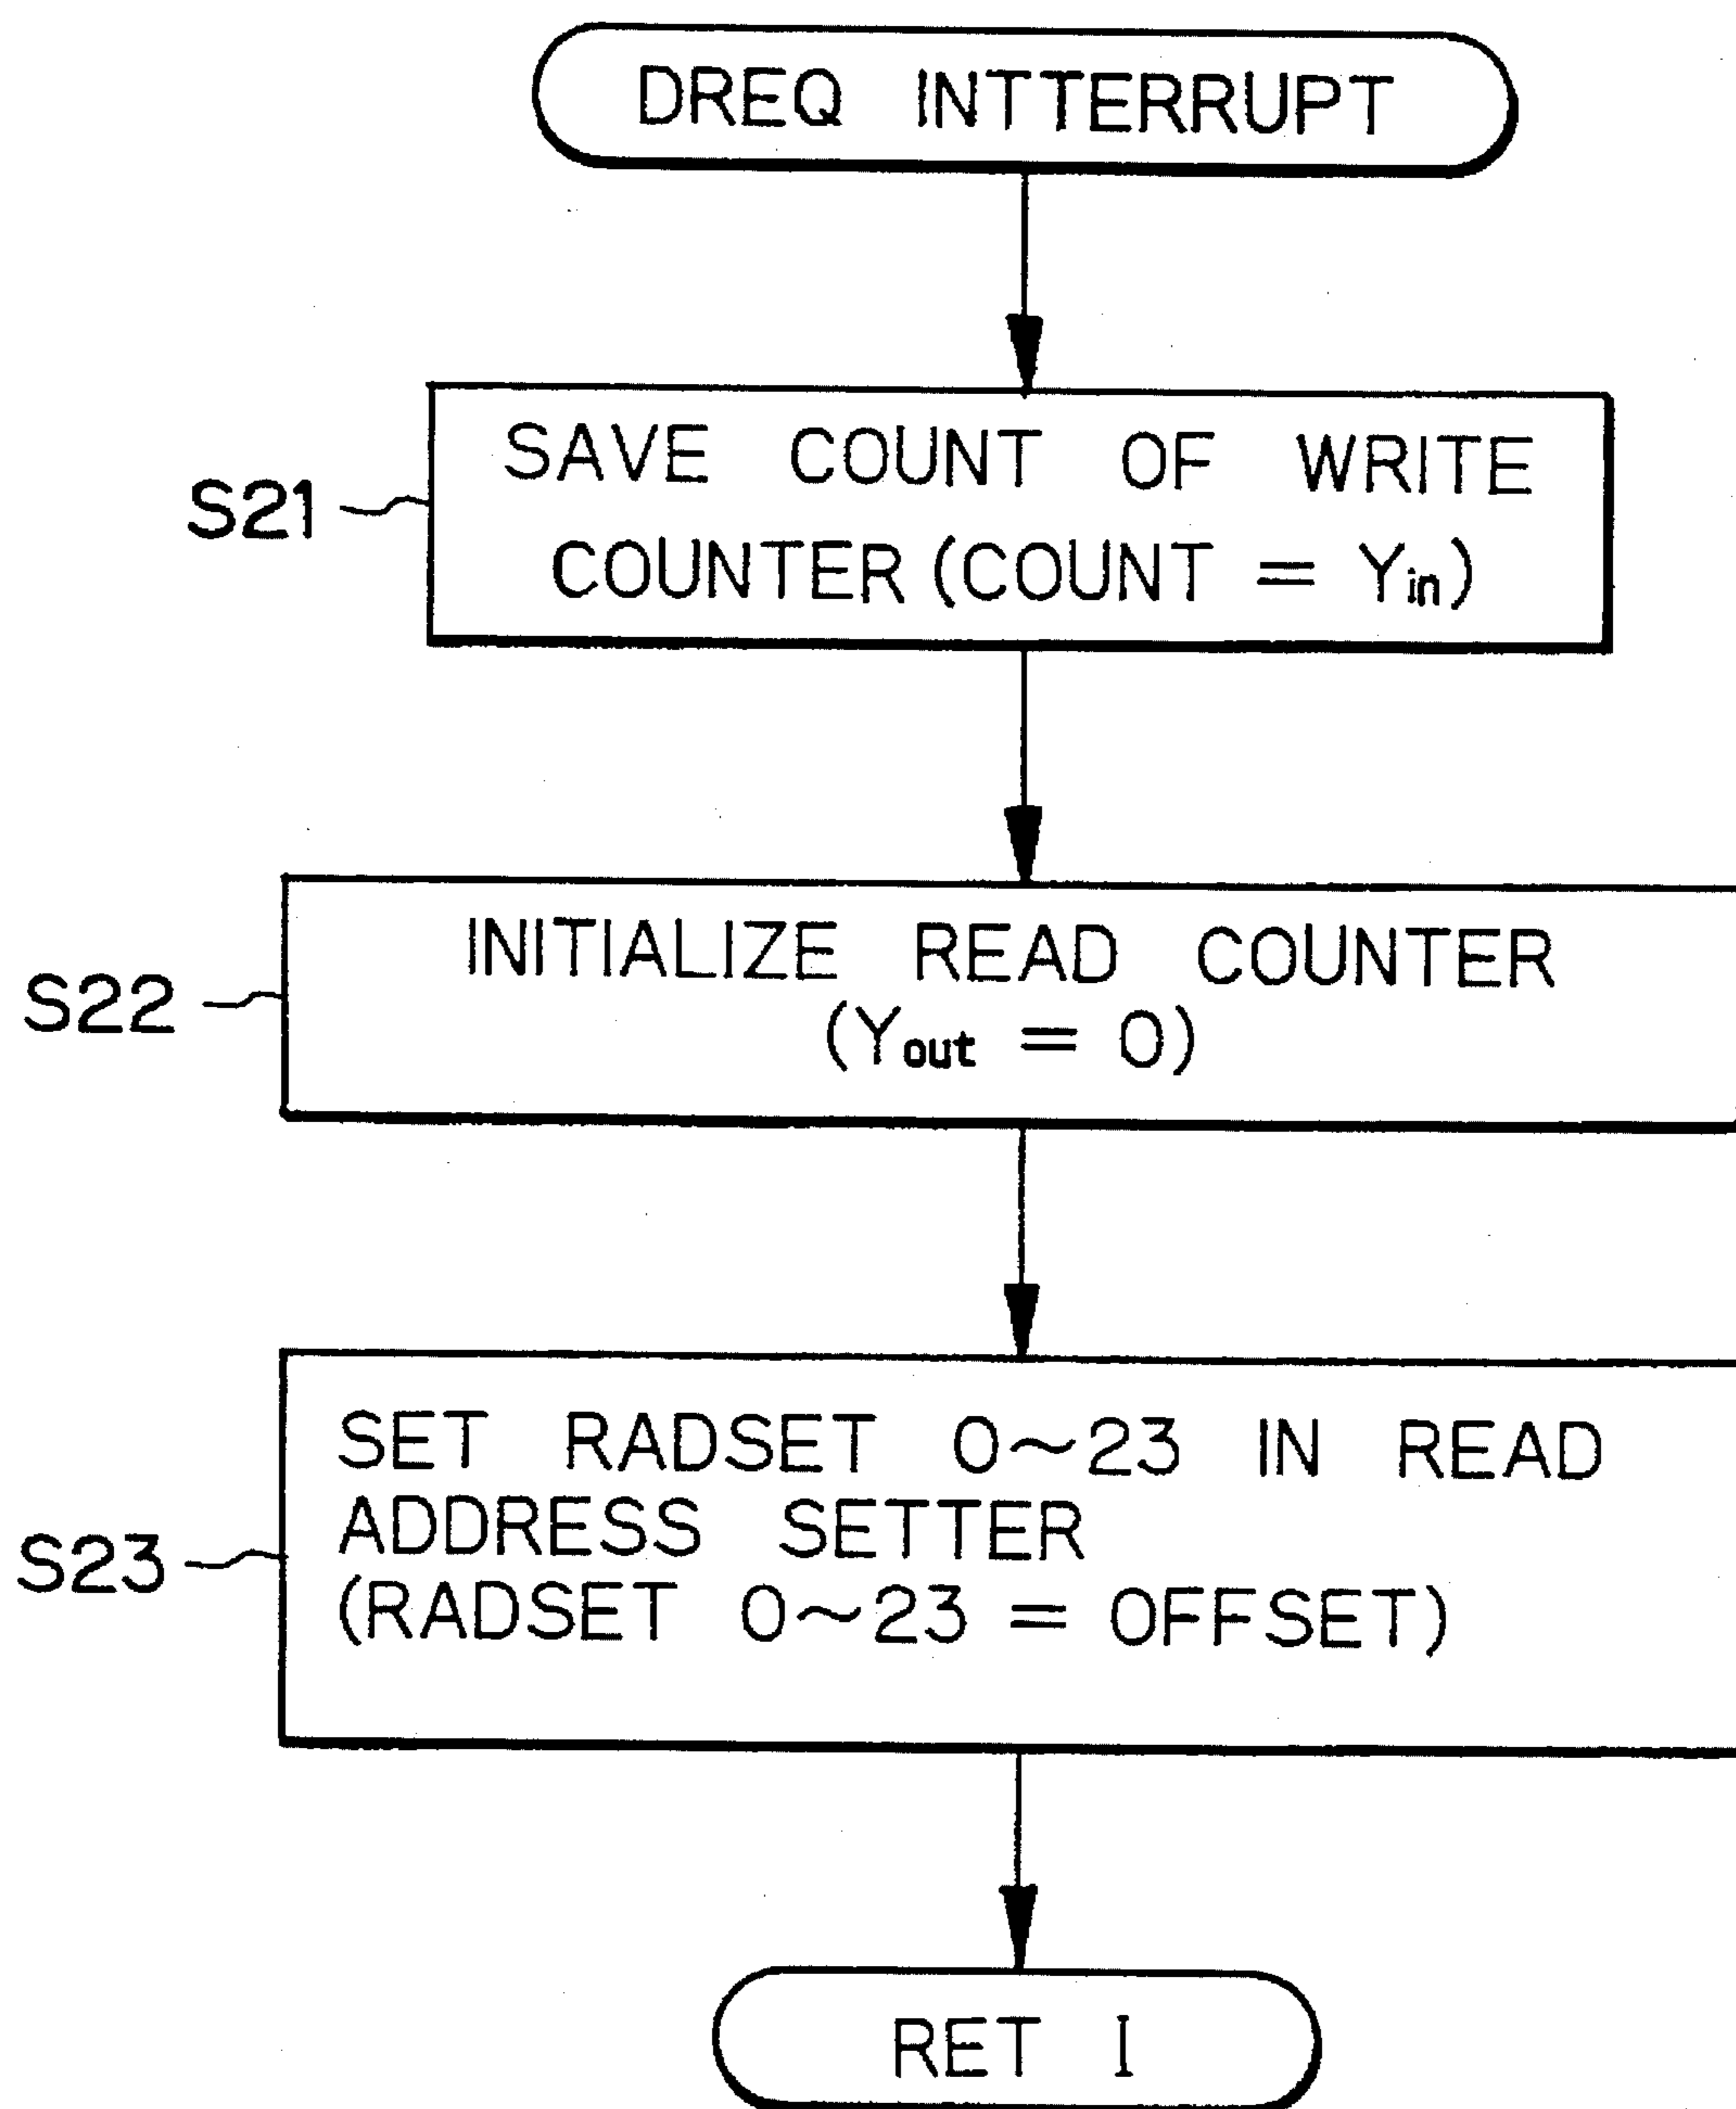 DREQ INTTERRUPT
S21
SAVE COUNT OF WRITE
COUNTER (COUNT = Yin)
S22
INITIALIZE READ COUNTER
(Yout = 0)
S23
SET RADSET 0~23 IN READ
ADDRESS SETTER
(RADSET 0~23 = OFFSET)
RET I